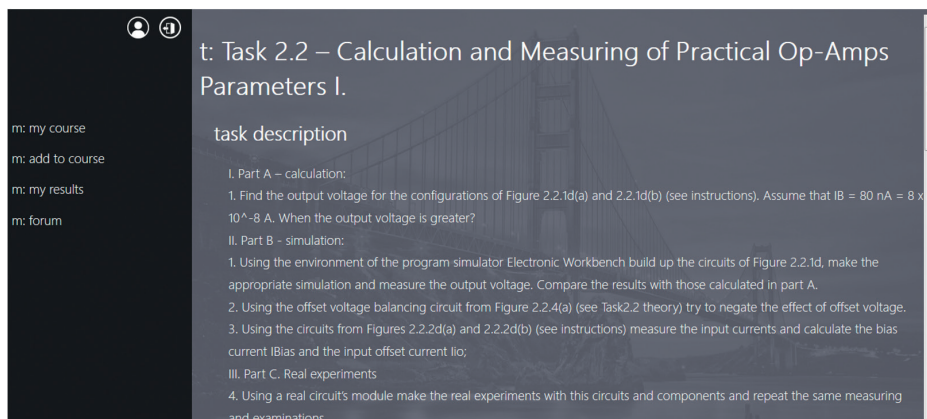 t: Task 2.2 – Calculation and Measuring of Practical Op-Amps
Parameters I.
m: my course
m: add to course
m: my results
m: forum
task description
I. Part A – calculation:
1. Find the output voltage for the configurations of Figure 2.2.1d(a) and 2.2.1d(b) (see instructions). Assume that IB = 80 nA = 8 x
10^-8 A. When the output voltage is greater?
II. Part B - simulation:
1. Using the environment of the program simulator Electronic Workbench build up the circuits of Figure 2.2.1d, make the
appropriate simulation and measure the output voltage. Compare the results with those calculated in part A.
2. Using the offset voltage balancing circuit from Figure 2.2.4(a) (see Task2.2 theory) try to negate the effect of offset voltage.
3. Using the circuits from Figures 2.2.2d(a) and 2.2.2d(b) (see instructions) measure the input currents and calculate the bias
current IBias and the input offset current Iio;
III. Part C. Real experiments
4. Using a real circuit's module make the real experiments with this circuits and components and repeat the same measuring
and examinations